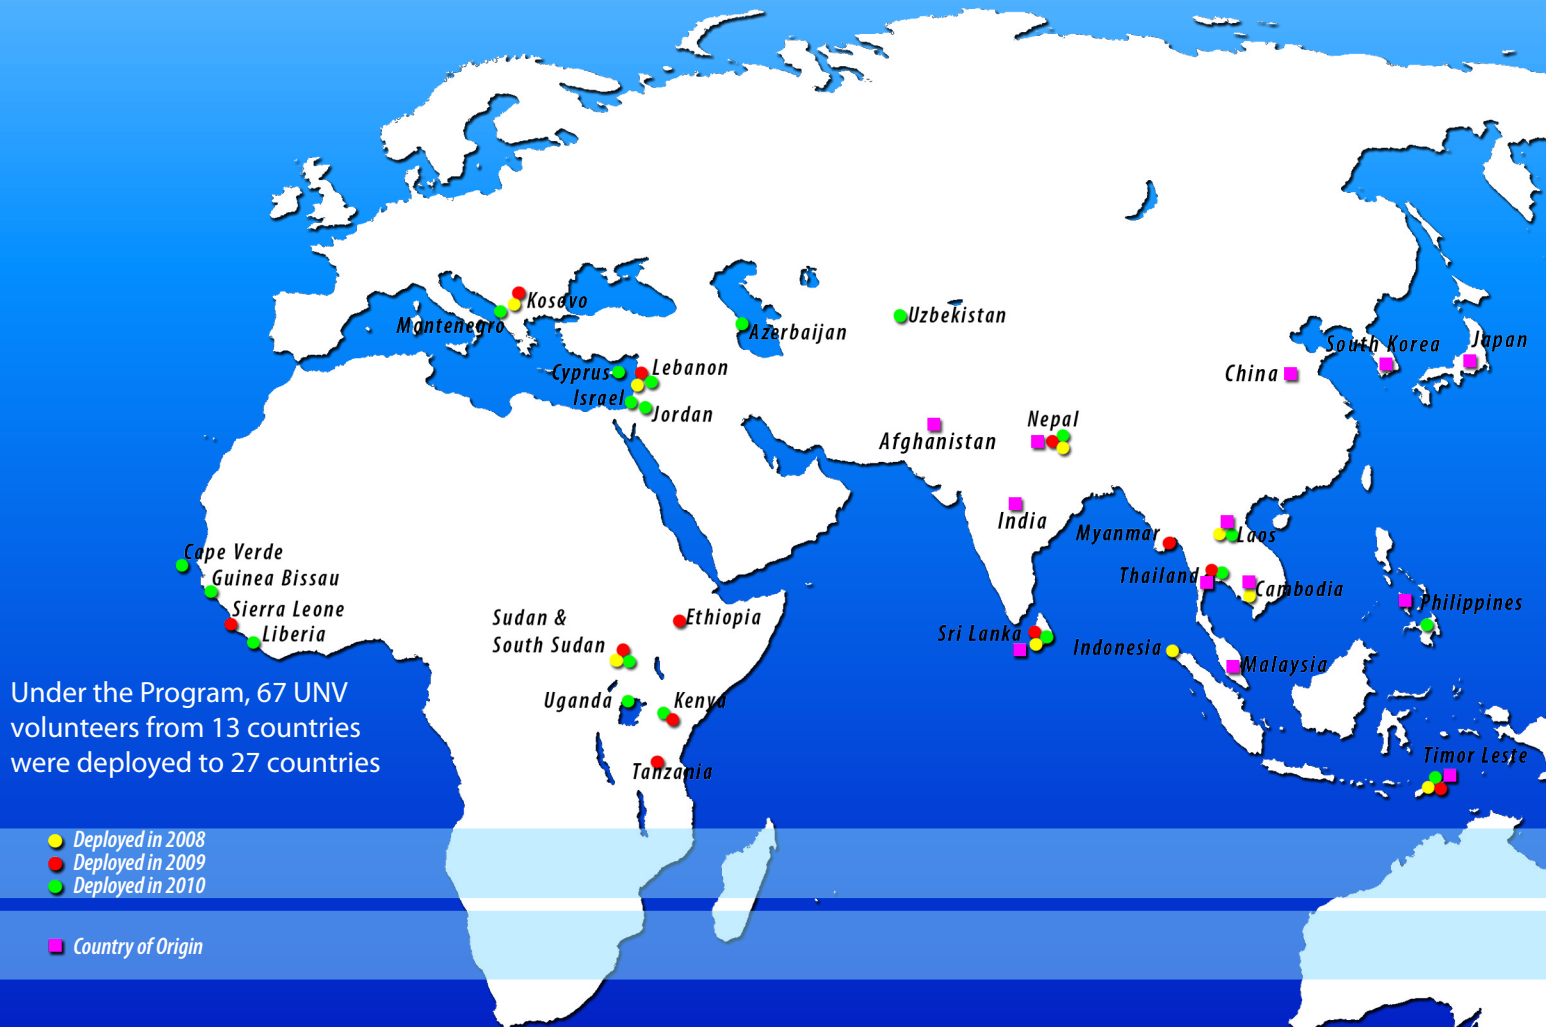 Kosovo
Montenegro
Uzbekistan
Azerbaijan
South Korea
Japan
Cyprus
Lebanon
China
Israel
Jordan
Nepal
Afghanistan
India
Myanmar
Laos
Cape Verde
Thailand
Guinea Bissau
Cambodia
Sierra Leone
Philippines
Sudan &
South Sudan
Ethiopia
Liberia
Sri Lanka
Indonesia
Malaysia
Uganda
Kenya
Under the Program, 67 UNV
volunteers from 13 countries
were deployed to 27 countries
Timor Leste
Tanzania
Deployed in 2008
Deployed in 2009
Deployed in 2010
Country of Origin